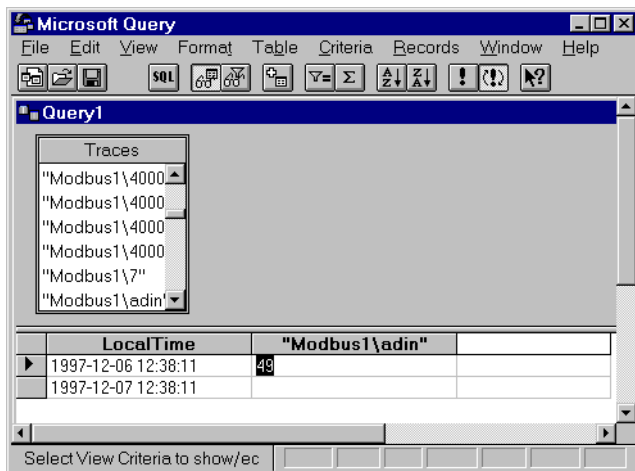 Microsoft Query
File Edit View Format Table Criteria Records Window Help
SQL
Query1
Traces
"Modbus1\4000
"Modbus1\4000
"Modbus1\4000
"Modbus1\4000
"Modbus1\7"
"Modbus1\adin"
LocalTime "Modbus1\adin"
1997-12-06 12:38:11 49
1997-12-07 12:38:11
Select View Criteria to show/ec